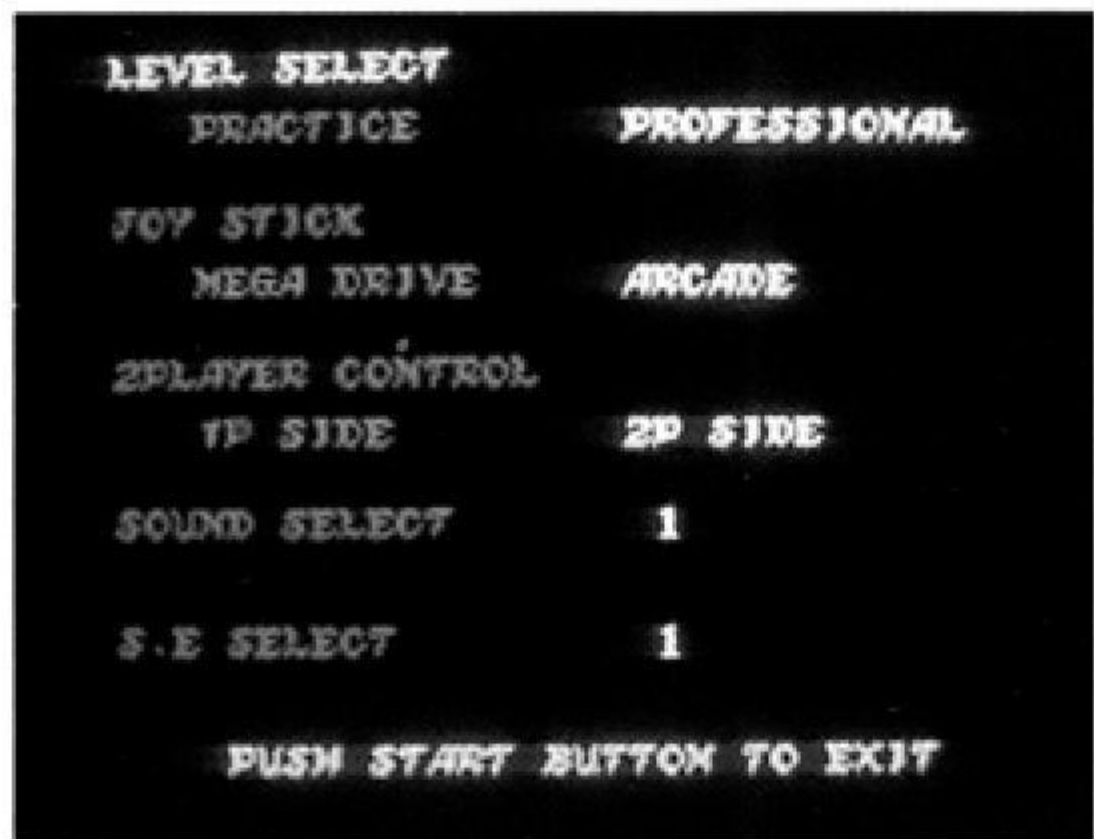 LEVEL SELECT
PRACTICE PROFESSIONAL
JOY STICK
MEGA DRIVE ARCADE
2PLAYER CONTROL
1P SIDE 2P SIDE
SOUND SELECT 1
S.E SELECT 1
PUSH START BUTTON TO EXIT